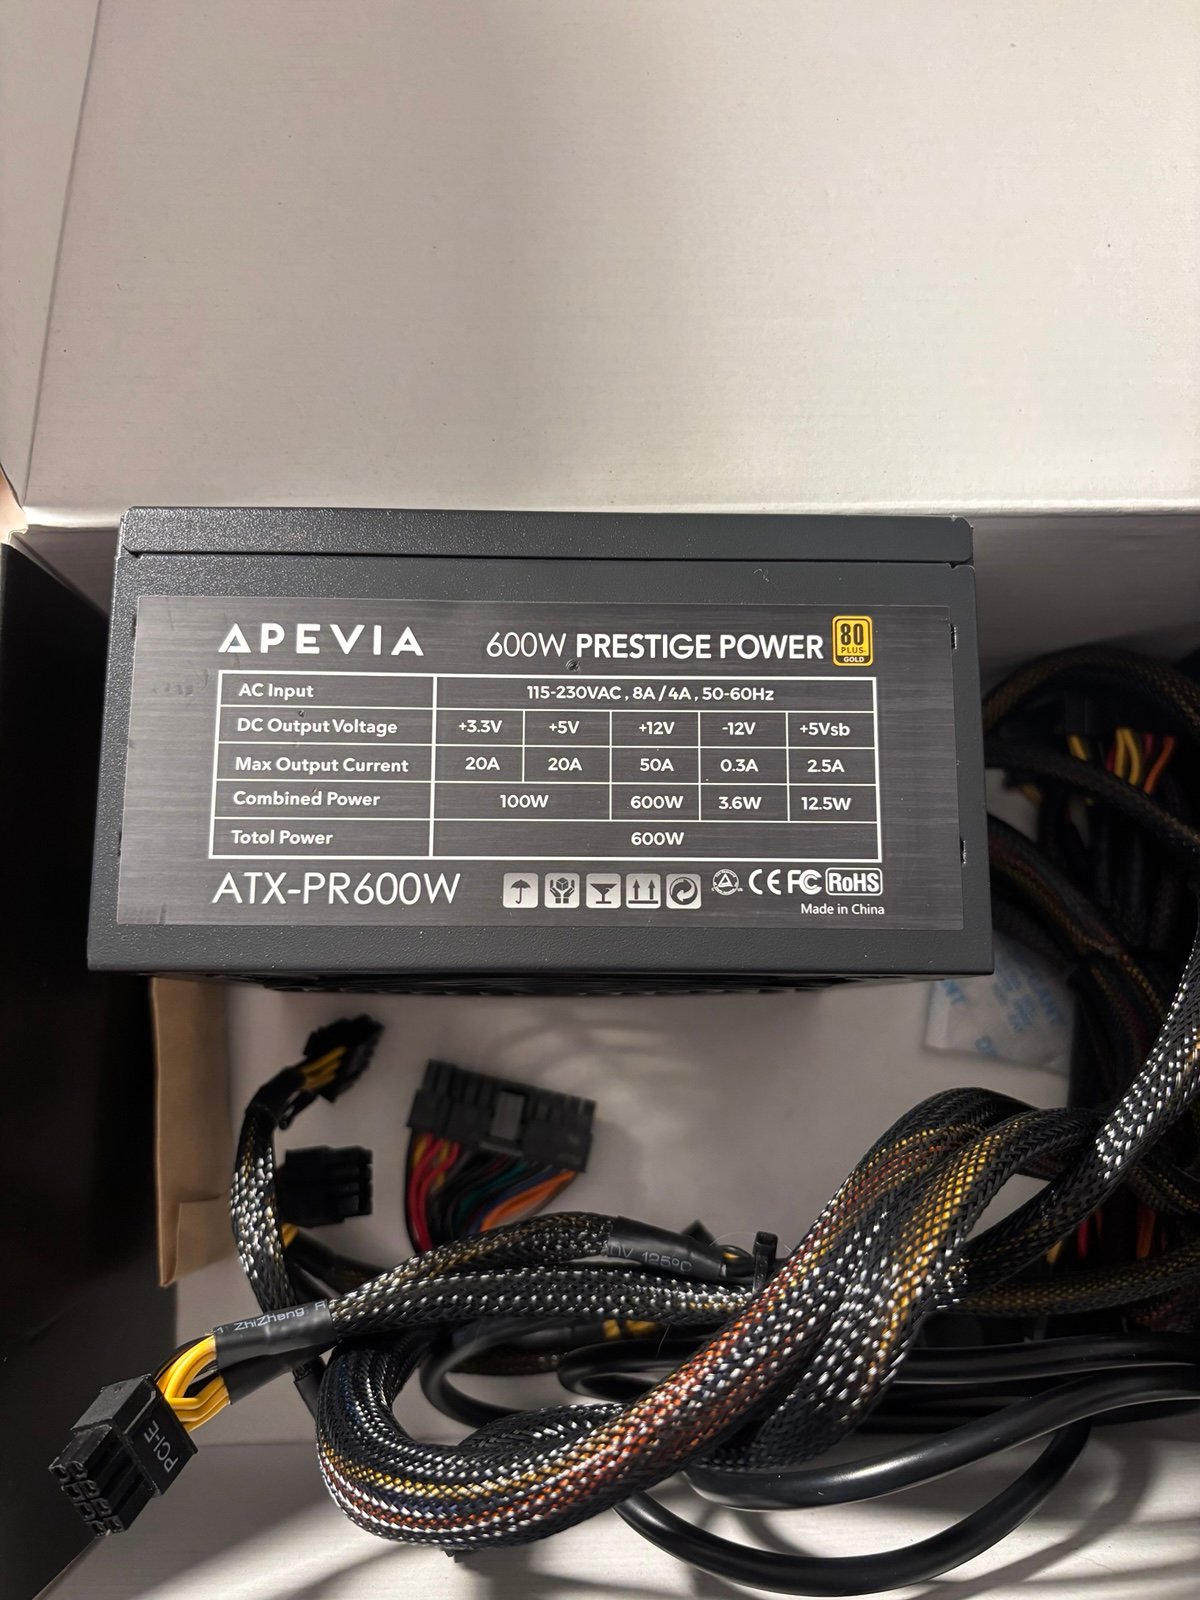 APEVIA 600W PRESTIGE POWER 80 PLUS GOLD
AC Input 115-230VAC , 8A / 4A , 50-60Hz
DC Output Voltage +3.3V +5V +12V -12V +5Vsb
Max Output Current 20A 20A 50A 0.3A 2.5A
Combined Power 100W 600W 3.6W 12.5W
Totol Power 600W
ATX-PR600W CE FC RoHS
Made in China
125°C
ZhiZheng
PCI-E